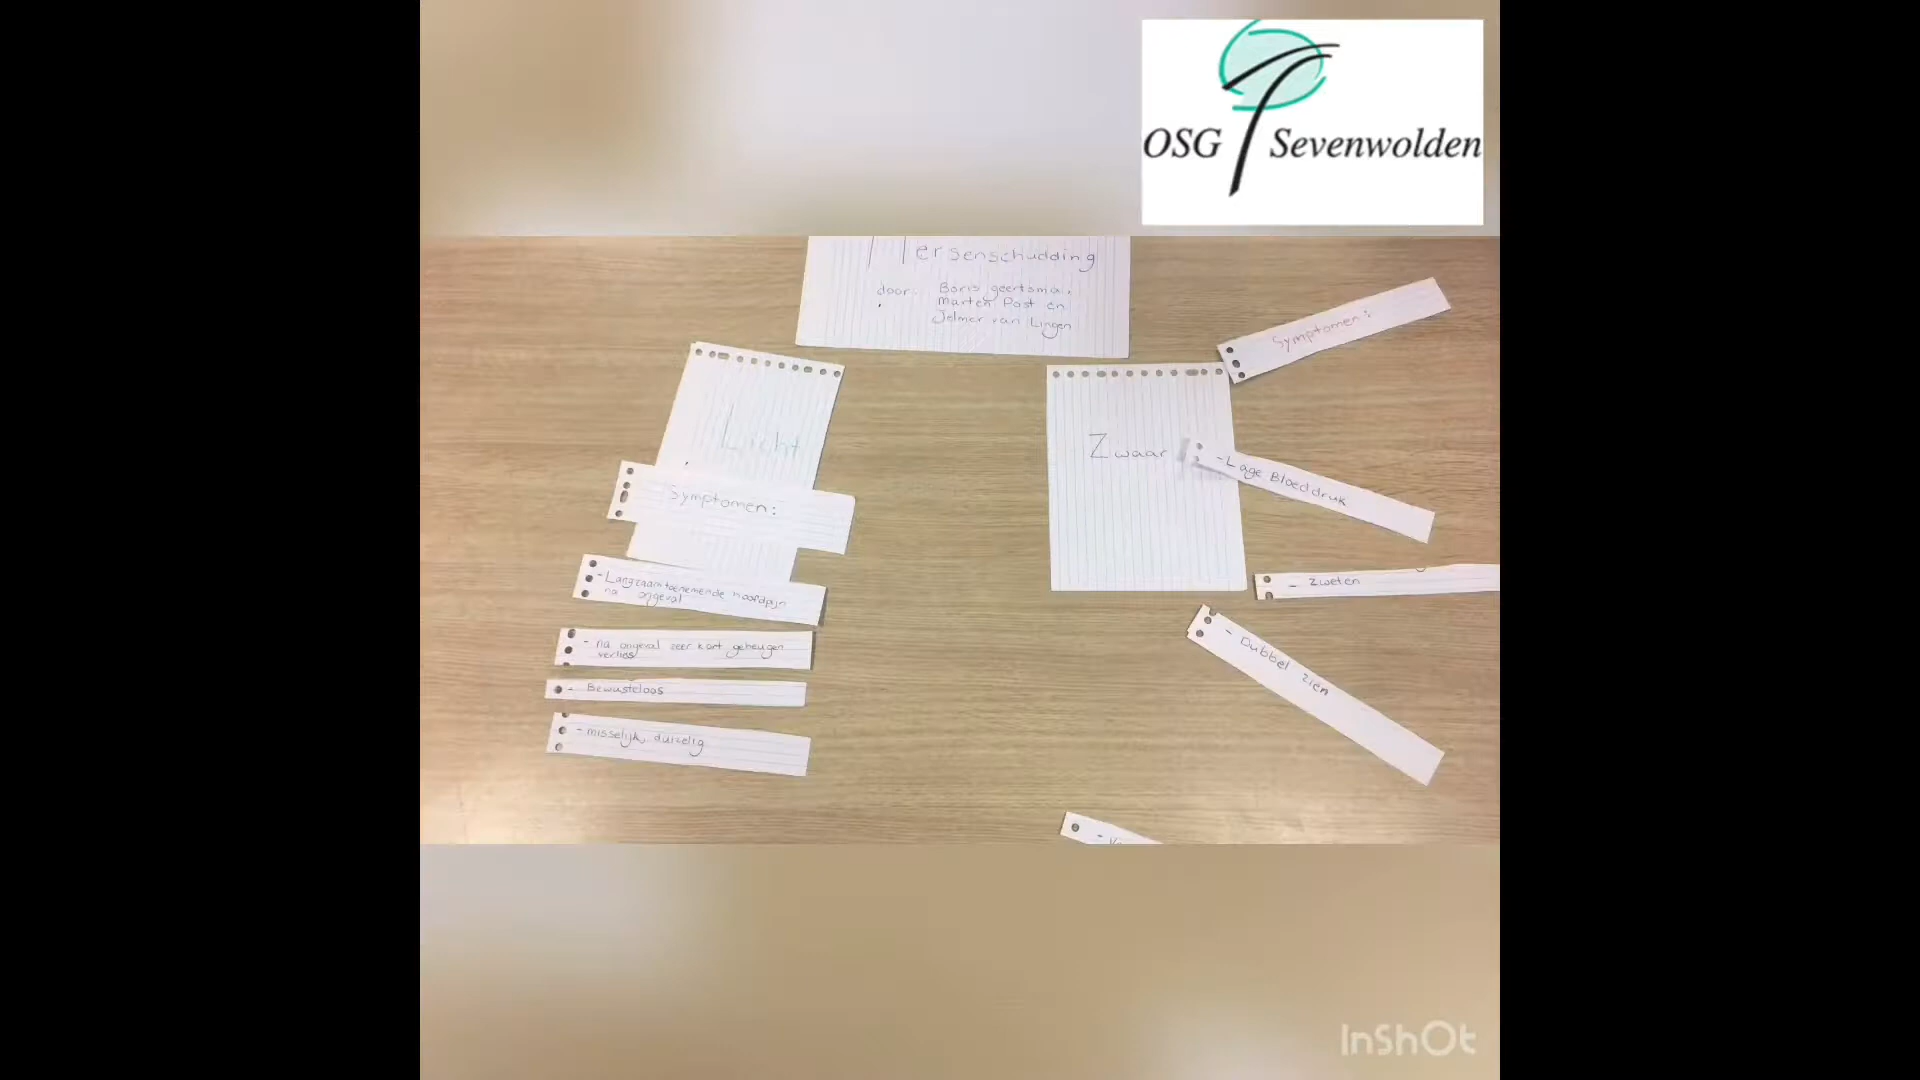 OSG Sevenwolden
Hersenschudding
door: Boris geertsma,
marten Post en
Jelmer van Lingen
Licht
Symptomen:
- Langzaam toenemende hoofdpijn
na ongeval
- na ongeval zeer kort geheugen
verlies
- Bewusteloos
- misselijk, duizelig
Zwaar
Symptomen:
- Lage Bloeddruk
- Zweten
- Dubbel zien
InShOt